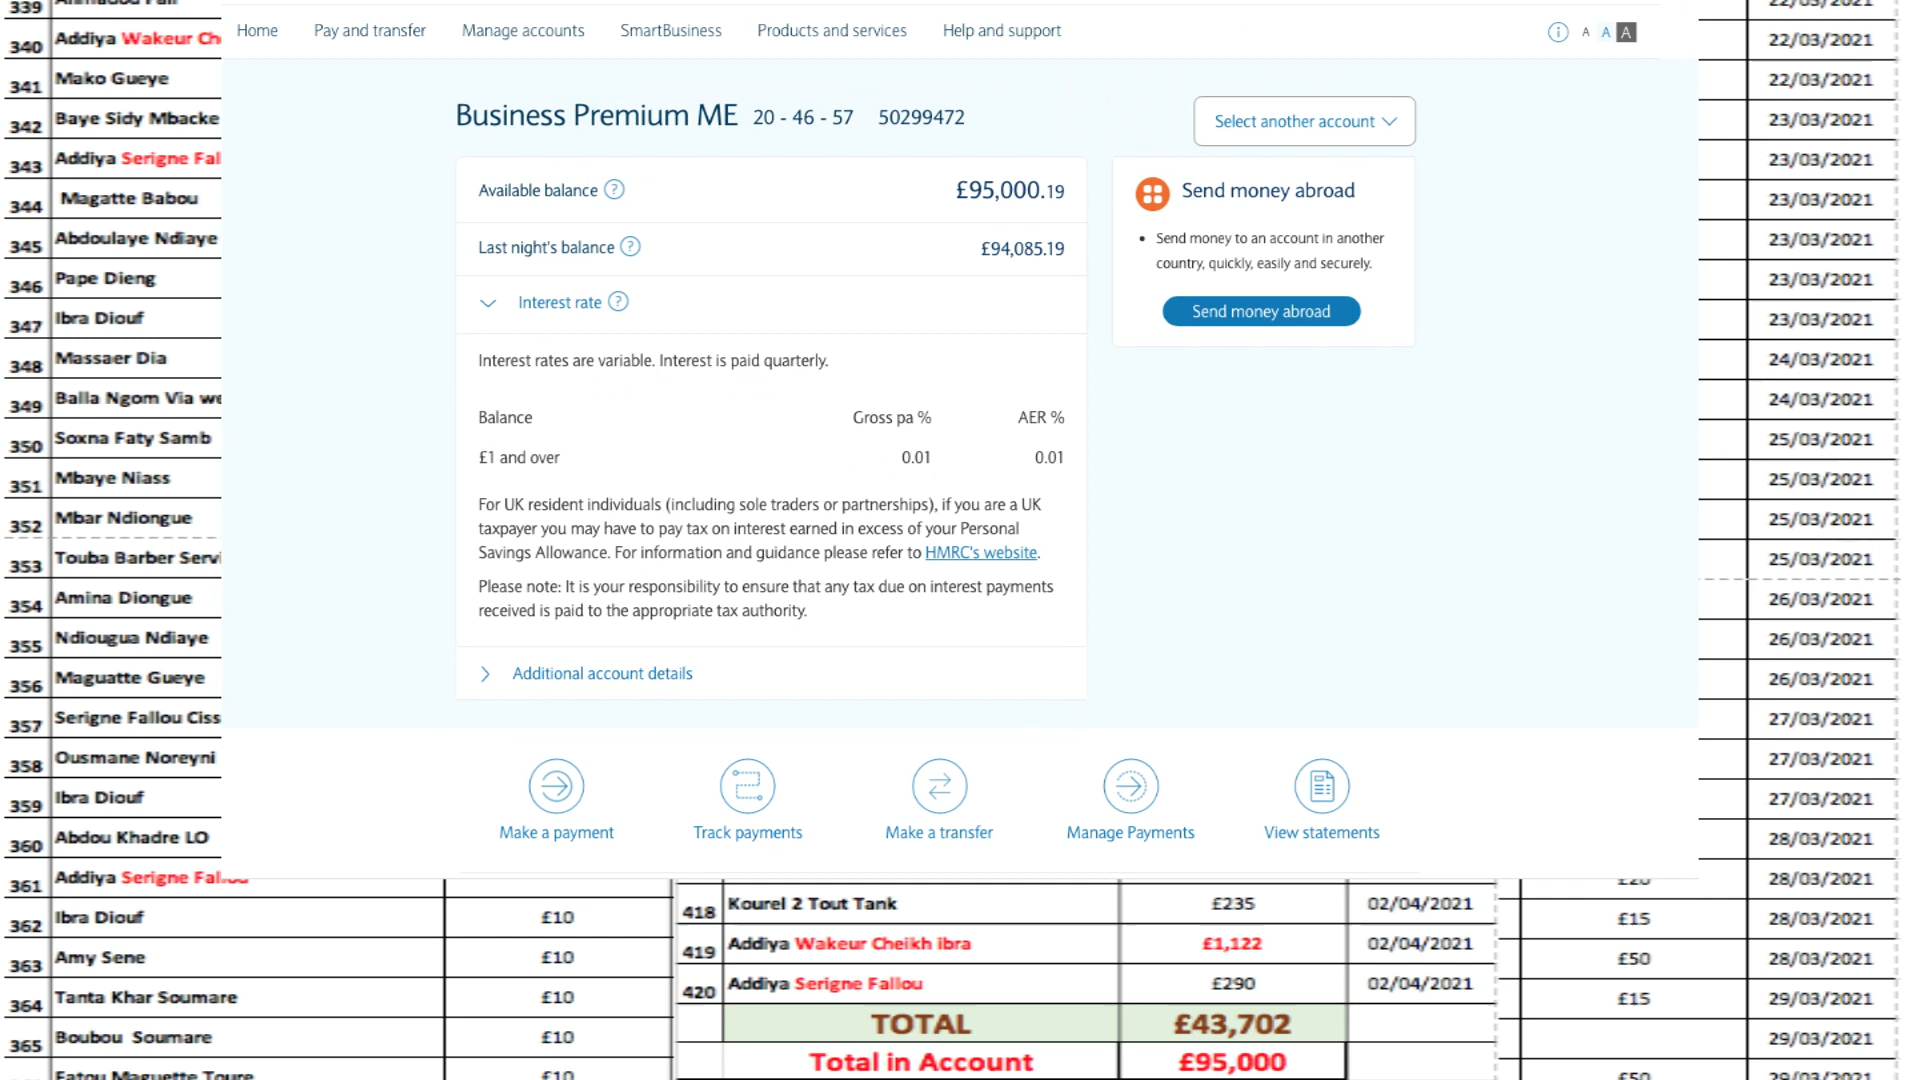 339
22/03/2021
340 Addiya Wakeur Ch
22/03/2021
341 Mako Gueye
22/03/2021
342 Baye Sidy Mbacke
23/03/2021
343 Addiya Serigne Fal
23/03/2021
344 Magatte Babou
23/03/2021
345 Abdoulaye Ndiaye
23/03/2021
346 Pape Dieng
23/03/2021
347 Ibra Diouf
23/03/2021
348 Massaer Dia
24/03/2021
349 Balla Ngom Via we
24/03/2021
350 Soxna Faty Samb
25/03/2021
351 Mbaye Niass
25/03/2021
352 Mbar Ndiongue
25/03/2021
353 Touba Barber Servi
25/03/2021
354 Amina Diongue
26/03/2021
355 Ndiougua Ndiaye
26/03/2021
356 Maguatte Gueye
26/03/2021
357 Serigne Fallou Ciss
27/03/2021
358 Ousmane Noreyni
27/03/2021
359 Ibra Diouf
27/03/2021
360 Abdou Khadre LO
28/03/2021
361 Addiya Serigne Fallou
£20 28/03/2021
Home Pay and transfer Manage accounts SmartBusiness Products and services Help and support
i A A A
Business Premium ME 20 - 46 - 57 50299472
Select another account
Available balance ? £95,000.19
Last night's balance ? £94,085.19
Interest rate ?
Interest rates are variable. Interest is paid quarterly.
Balance Gross pa % AER %
£1 and over 0.01 0.01
For UK resident individuals (including sole traders or partnerships), if you are a UK
taxpayer you may have to pay tax on interest earned in excess of your Personal
Savings Allowance. For information and guidance please refer to HMRC's website.
Please note: It is your responsibility to ensure that any tax due on interest payments
received is paid to the appropriate tax authority.
Additional account details
Send money abroad
• Send money to an account in another
country, quickly, easily and securely.
Send money abroad
Make a payment
Track payments
Make a transfer
Manage Payments
View statements
362 Ibra Diouf £10
363 Amy Sene £10
364 Tanta Khar Soumare £10
365 Boubou Soumare £10
Fatou Maguette Toure £10
418 Kourel 2 Tout Tank £235 02/04/2021
419 Addiya Wakeur Cheikh ibra £1,122 02/04/2021
420 Addiya Serigne Fallou £290 02/04/2021
TOTAL £43,702
Total in Account £95,000
£15 28/03/2021
£50 28/03/2021
£15 29/03/2021
29/03/2021
£50 29/03/2021